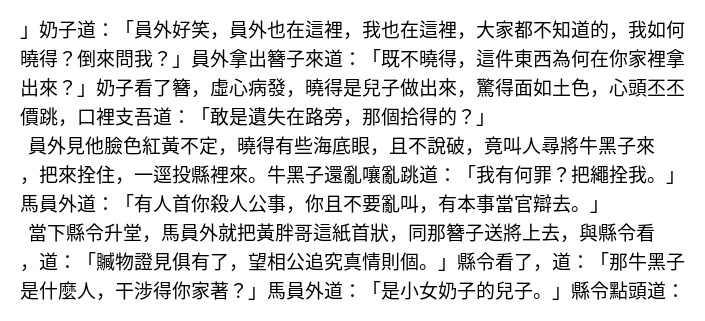 」奶子道：「員外好笑，員外也在這裡，我也在這裡，大家都不知道的，我如何
曉得？倒來問我？」員外拿出簪子來道：「既不曉得，這件東西為何在你家裡拿
出來？」奶子看了簪，虛心病發，曉得是兒子做出來，驚得面如土色，心頭丕丕
價跳，口裡支吾道：「敢是遺失在路旁，那個拾得的？」
員外見他臉色紅黃不定，曉得有些海底眼，且不說破，竟叫人尋將牛黑子來
，把來拴住，一逕投縣裡來。牛黑子還亂嚷亂跳道：「我有何罪？把繩拴我。」
馬員外道：「有人首你殺人公事，你且不要亂叫，有本事當官辯去。」
當下縣令升堂，馬員外就把黃胖哥這紙首狀，同那簪子送將上去，與縣令看
，道：「贓物證見俱有了，望相公追究真情則個。」縣令看了，道：「那牛黑子
是什麼人，干涉得你家著？」馬員外道：「是小女奶子的兒子。」縣令點頭道：